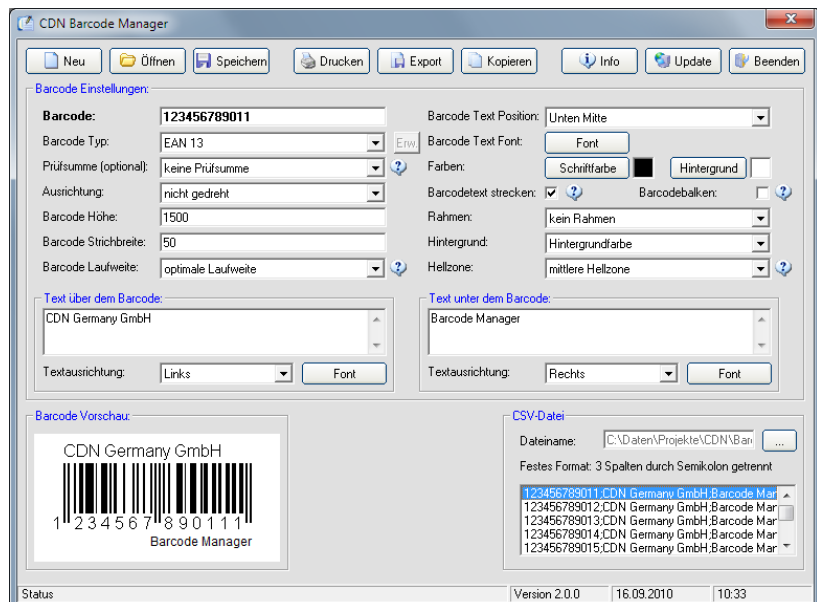 CDN Barcode Manager
Neu Öffnen Speichern Drucken Export Kopieren Info Update Beenden
Barcode Einstellungen:
Barcode: 123456789011 Barcode Text Position: Unten Mitte
Barcode Typ: EAN 13 Erw. Barcode Text Font: Font
Prüfsumme (optional): keine Prüfsumme Farben: Schriftfarbe Hintergrund
Ausrichtung: nicht gedreht Barcodetext strecken: Barcodebalken:
Barcode Höhe: 1500 Rahmen: kein Rahmen
Barcode Strichbreite: 50 Hintergrund: Hintergrundfarbe
Barcode Laufweite: optimale Laufweite Hellzone: mittlere Hellzone
Text über dem Barcode: Text unter dem Barcode:
CDN Germany GmbH Barcode Manager
Textausrichtung: Links Font Textausrichtung: Rechts Font
Barcode Vorschau:
CDN Germany GmbH
1 234567 890111
Barcode Manager
CSV-Datei
Dateiname: C:\Daten\Projekte\CDN\Bar ...
Festes Format: 3 Spalten durch Semikolon getrennt
123456789011;CDN Germany GmbH;Barcode Mar
123456789012;CDN Germany GmbH;Barcode Mar
123456789013;CDN Germany GmbH;Barcode Mar
123456789014;CDN Germany GmbH;Barcode Mar
123456789015;CDN Germany GmbH;Barcode Mar
Status Version 2.0.0 16.09.2010 10:33